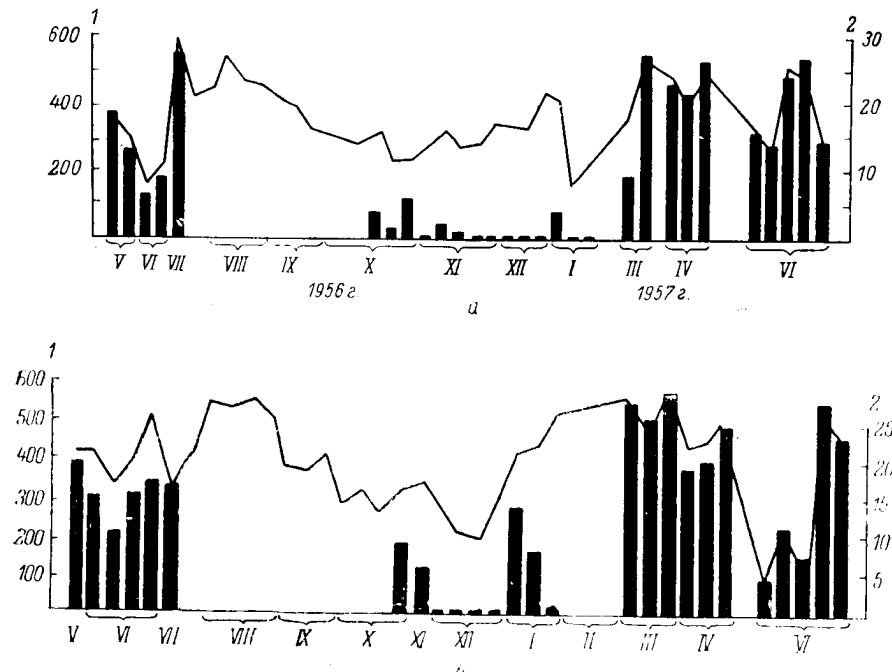 1 2
600 30
400 20
200 10
V VI VII VIII IX X XI XII I III IV VI
1956 г. 1957 г.
а
1
600 2
500 25
400 20
300 15
200 10
100 5
V VI VII VIII IX X XI XII I II III IV VI